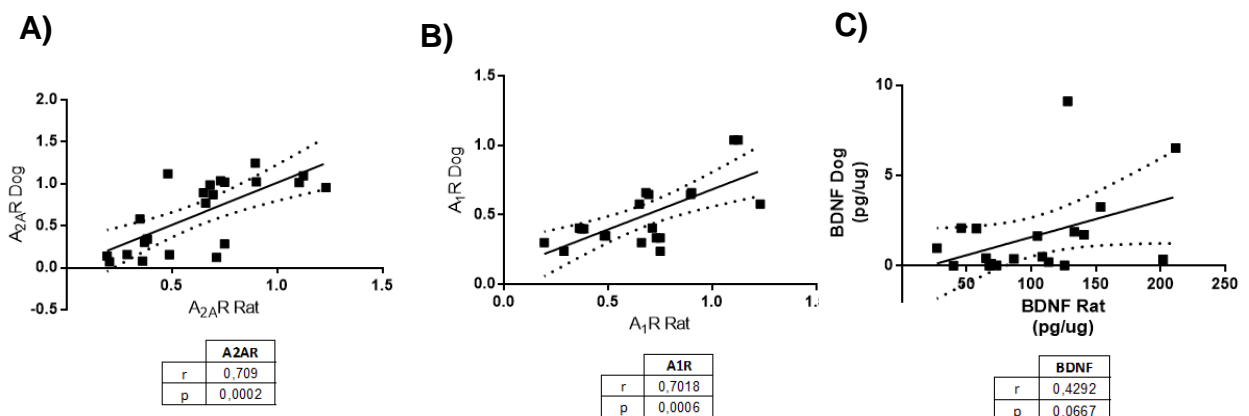 A)
2.0
1.5
1.0
0.5
0.0
-0.5
A2AR Dog
0.5
1.0
1.5
A2AR Rat
A2AR
r 0,709
p 0,0002
B)
1.5
1.0
0.5
0.0
A1R Dog
0.0
0.5
1.0
1.5
A1R Rat
A1R
r 0,7018
p 0,0006
C)
10
5
0
BDNF Dog
(pg/ug)
50
100
150
200
250
BDNF Rat
(pg/ug)
BDNF
r 0,4292
p 0,0667